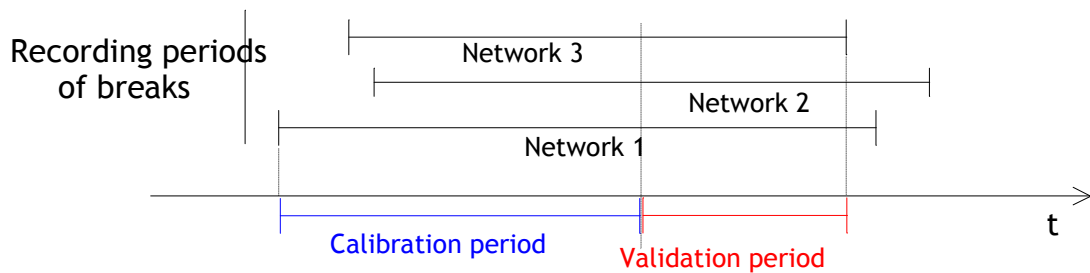 Recording periods
of breaks
Network 3
Network 2
Network 1
t
Calibration period
Validation period